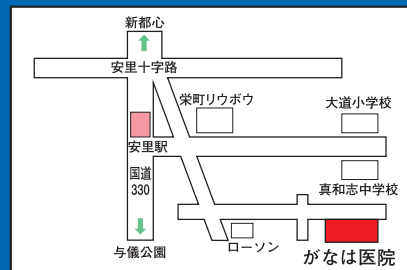 新都心
安里十字路
栄町リウボウ
大道小学校
安里駅
国道
330
真和志中学校
与儀公園
ローソン
がなは医院